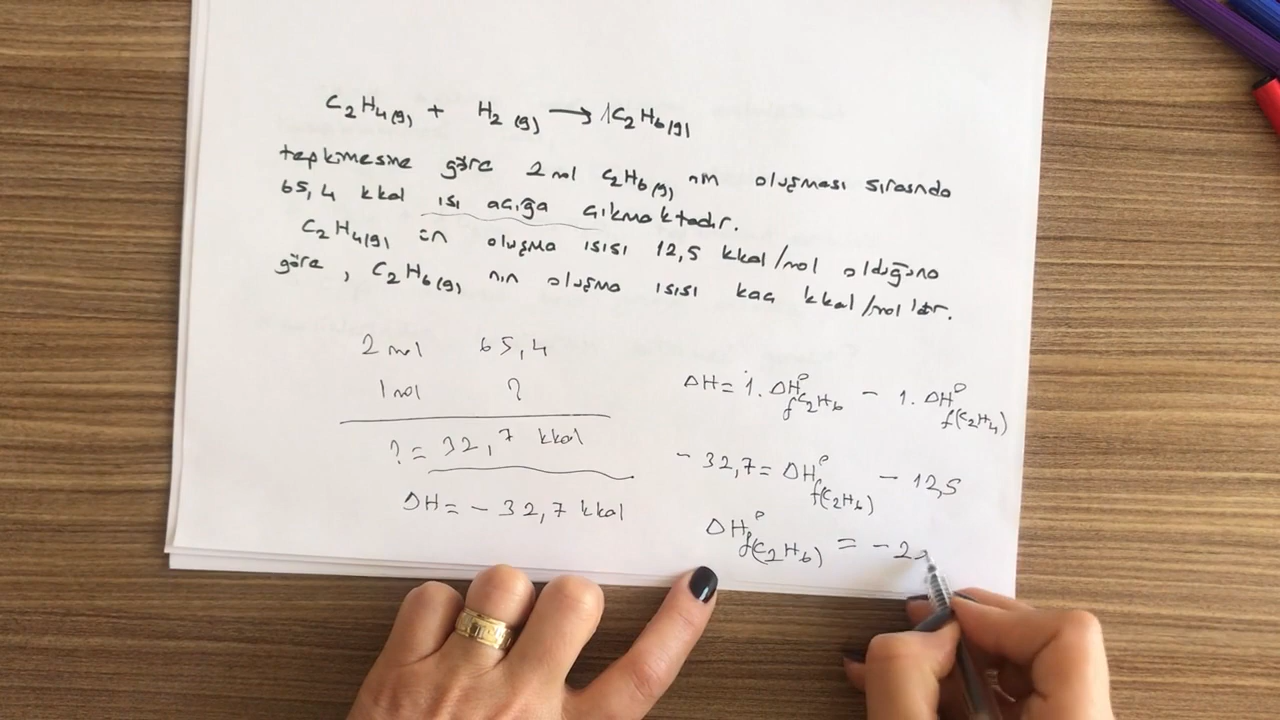 C₂H₄(g) + H₂ (g) → 1C₂H₆(g)
tepkimesine göre 2 mol C₂H₆(g) nın oluşması sırasında
65,4 kkal ısı açığa çıkmaktadır.
C₂H₄(g) ün oluşma ısısı 12,5 kkal/mol olduğuna
göre, C₂H₆(g) nın oluşma ısısı kaç kkal/mol'dür.
2 mol 65,4
1 mol ?
? = 32,7 kkal
ΔH = - 32,7 kkal
ΔH = 1. ΔH°f C₂H₆ - 1. ΔH°f(C₂H₄)
- 32,7 = ΔH°f(C₂H₆) - 12,5
ΔH°f(C₂H₆) = - 2